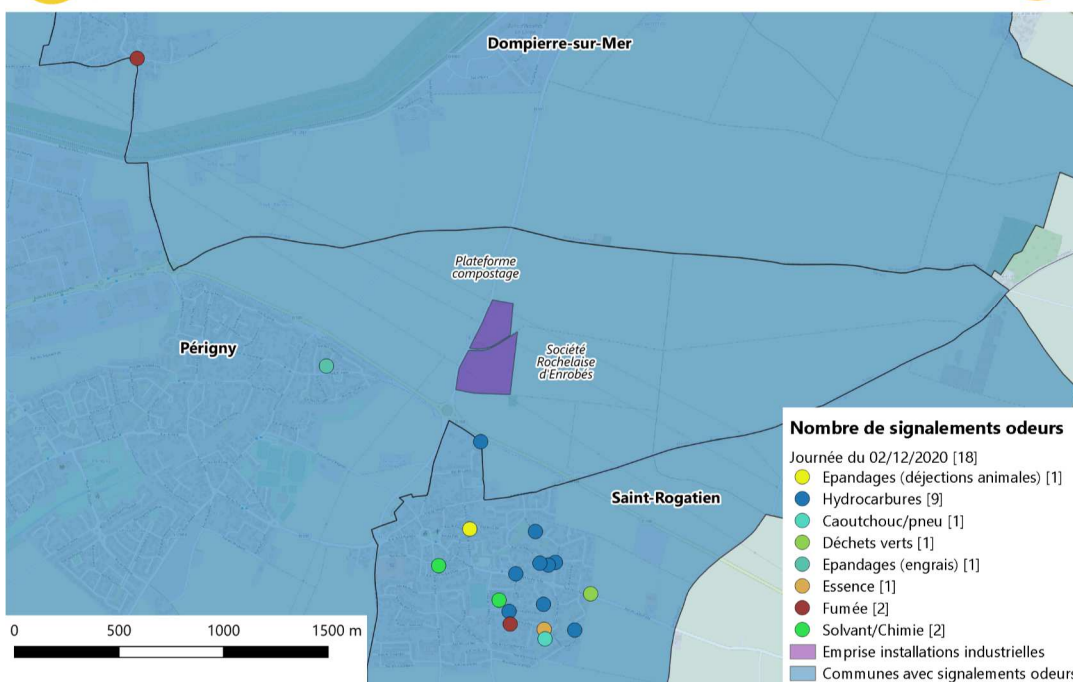 Dompierre-sur-Mer
Plateforme
compostage
Périgny
Société
Rochelaise
d'Enrobés
Saint-Rogatien
Nombre de signalements odeurs
Journée du 02/12/2020 [18]
Epandages (déjections animales) [1]
Hydrocarbures [9]
Caoutchouc/pneu [1]
Déchets verts [1]
Epandages (engrais) [1]
Essence [1]
Fumée [2]
Solvant/Chimie [2]
Emprise installations industrielles
Communes avec signalements odeurs
0 500 1000 1500 m